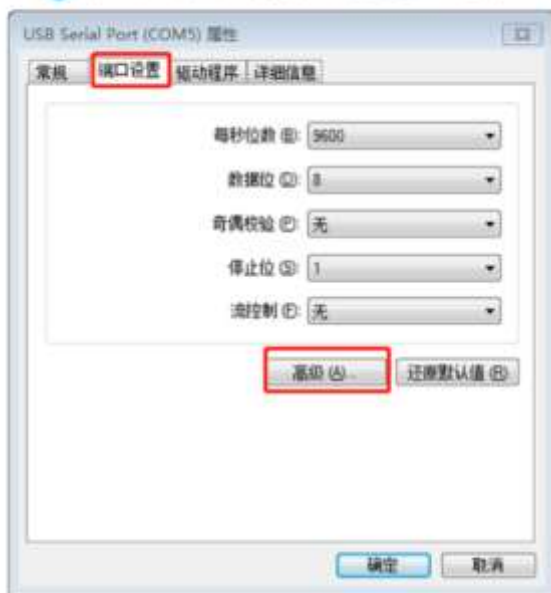 USB Serial Port (COM5) 属性
常规 端口设置 驱动程序 详细信息
每秒位数 (B): 9600
数据位 (D): 8
奇偶校验 (P): 无
停止位 (S): 1
流控制 (F): 无
高级 (A)... 还原默认值 (R)
确定 取消